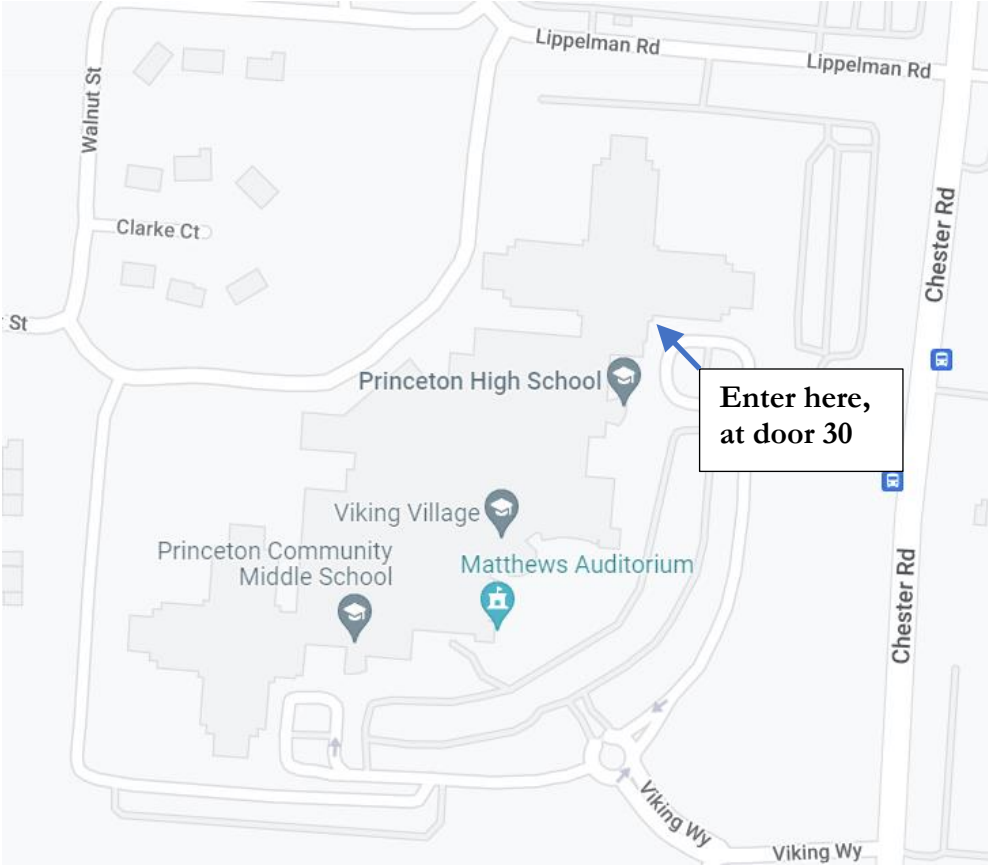 Lippelman Rd
Lippelman Rd
Walnut St
Clarke Ct
Chester Rd
St
Princeton High School
Enter here,
at door 30
Viking Village
Princeton Community
Middle School
Matthews Auditorium
Chester Rd
Viking Wy
Viking Wy